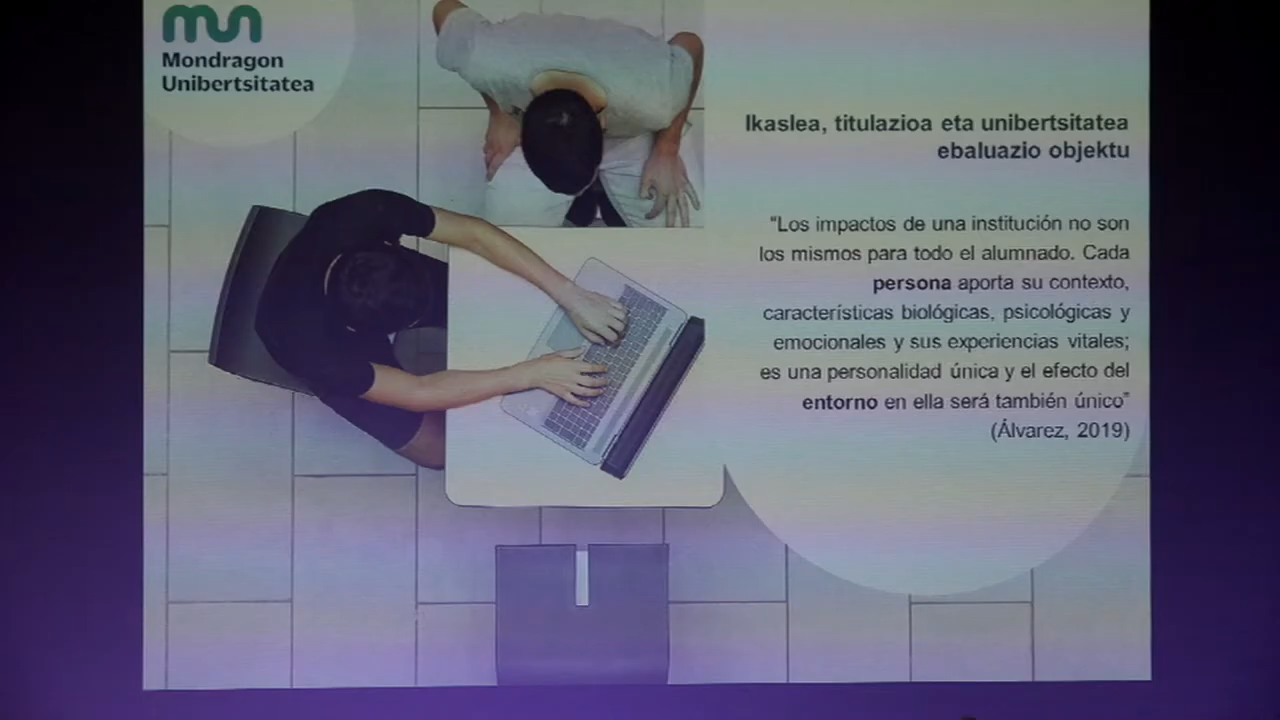 Mondragon
Unibertsitatea
Ikaslea, titulazioa eta unibertsitatea
ebaluazio objektu
"Los impactos de una institución no son
los mismos para todo el alumnado. Cada
persona aporta su contexto,
características biológicas, psicológicas y
emocionales y sus experiencias vitales;
es una personalidad única y el efecto del
entorno en ella será también único"
(Álvarez, 2019)